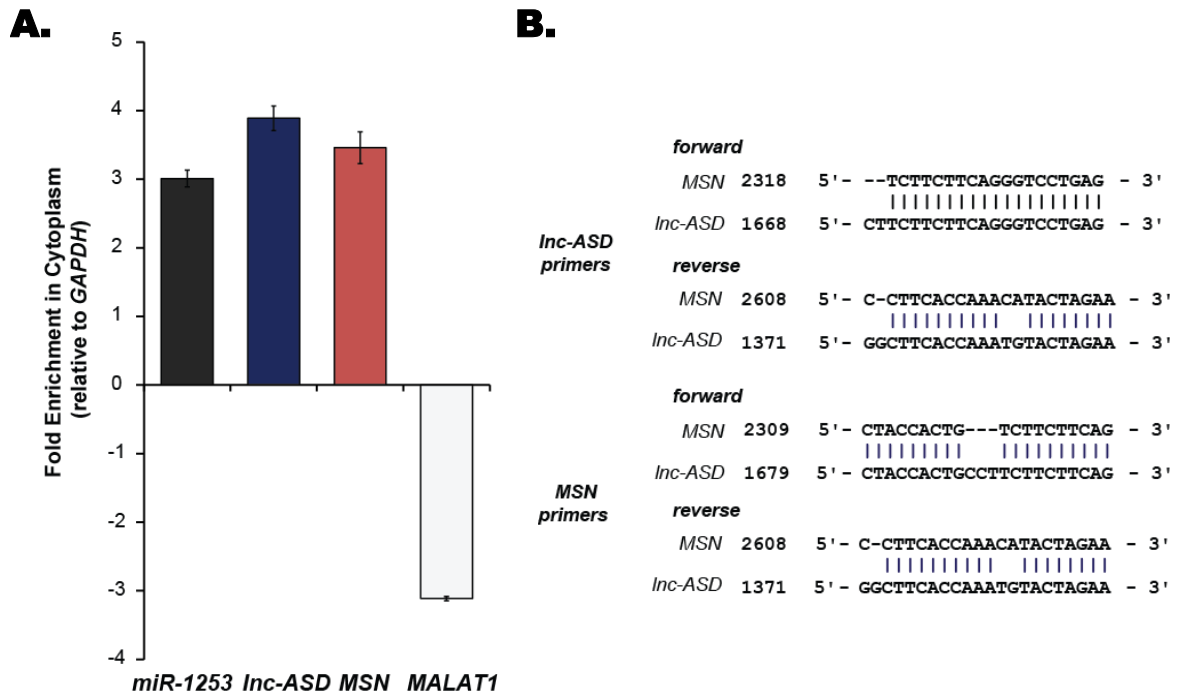 A.
B.
5
4
3
2
1
0
-1
-2
-3
-4
Fold Enrichment in Cytoplasm
(relative to GAPDH)
miR-1253 lnc-ASD MSN MALAT1
lnc-ASD
primers
forward
MSN 2318 5'- --TCTTCTTCAGGGTCCTGAG - 3'
lnc-ASD 1668 5'- CTTCTTCTTCAGGGTCCTGAG - 3'
reverse
MSN 2608 5'- C-CTTCACCAAACATACTAGAA - 3'
lnc-ASD 1371 5'- GGCTTCACCAAATGTACTAGAA - 3'
MSN
primers
forward
MSN 2309 5'- CTACCACTG---TCTTCTTCAG - 3'
lnc-ASD 1679 5'- CTACCACTGCCTTCTTCTTCAG - 3'
reverse
MSN 2608 5'- C-CTTCACCAAACATACTAGAA - 3'
lnc-ASD 1371 5'- GGCTTCACCAAATGTACTAGAA - 3'